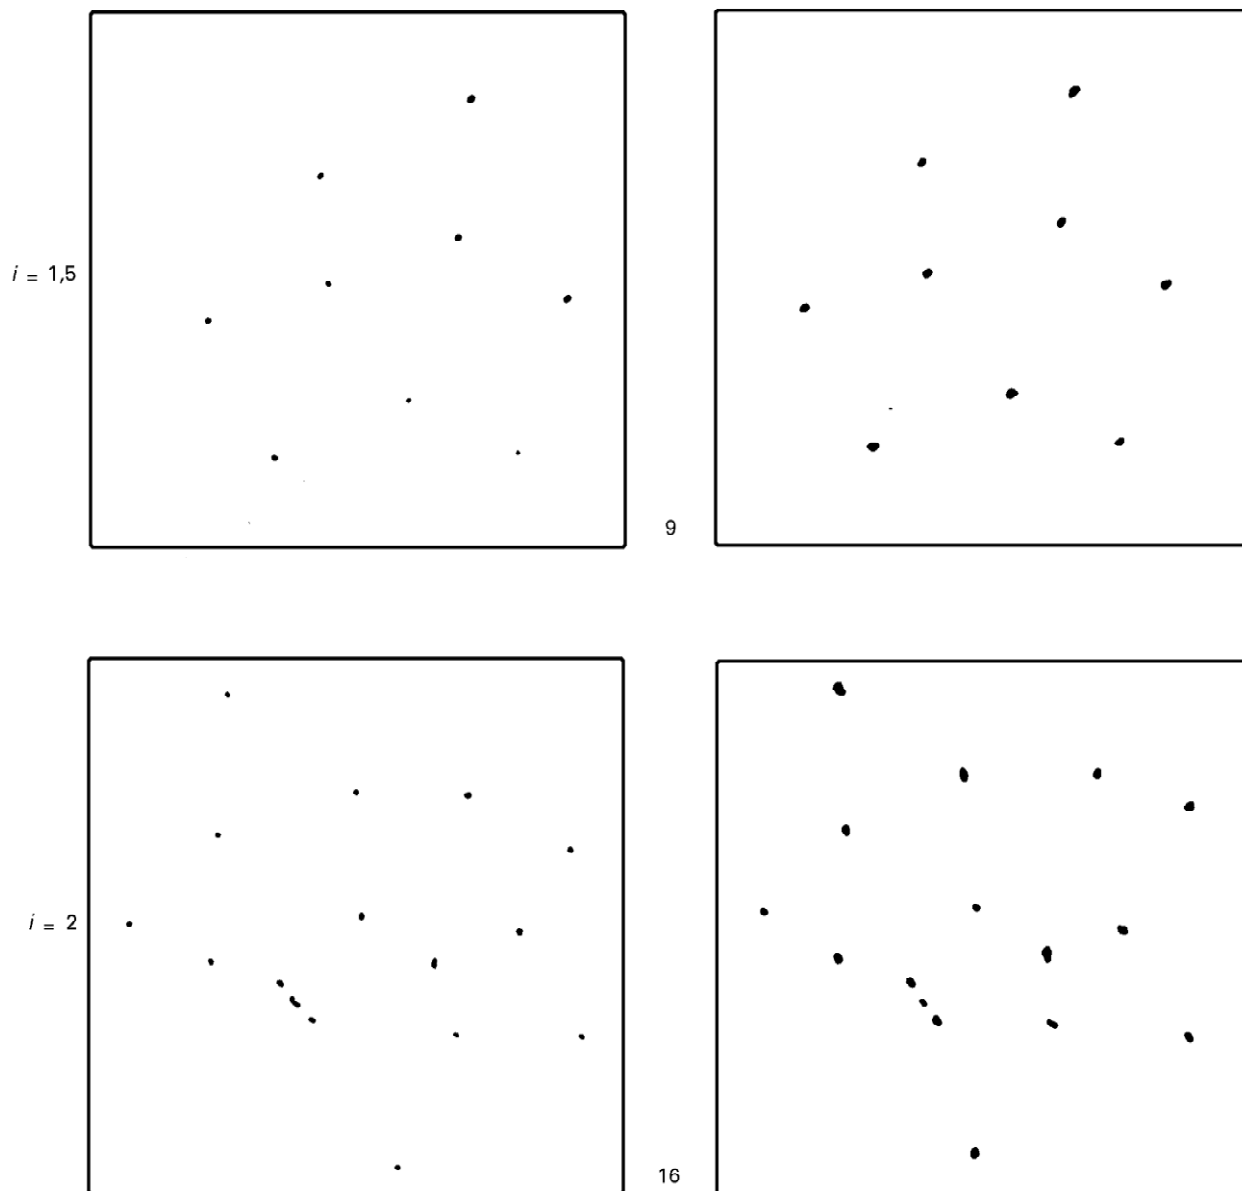 i = 1,5
9
i = 2
16